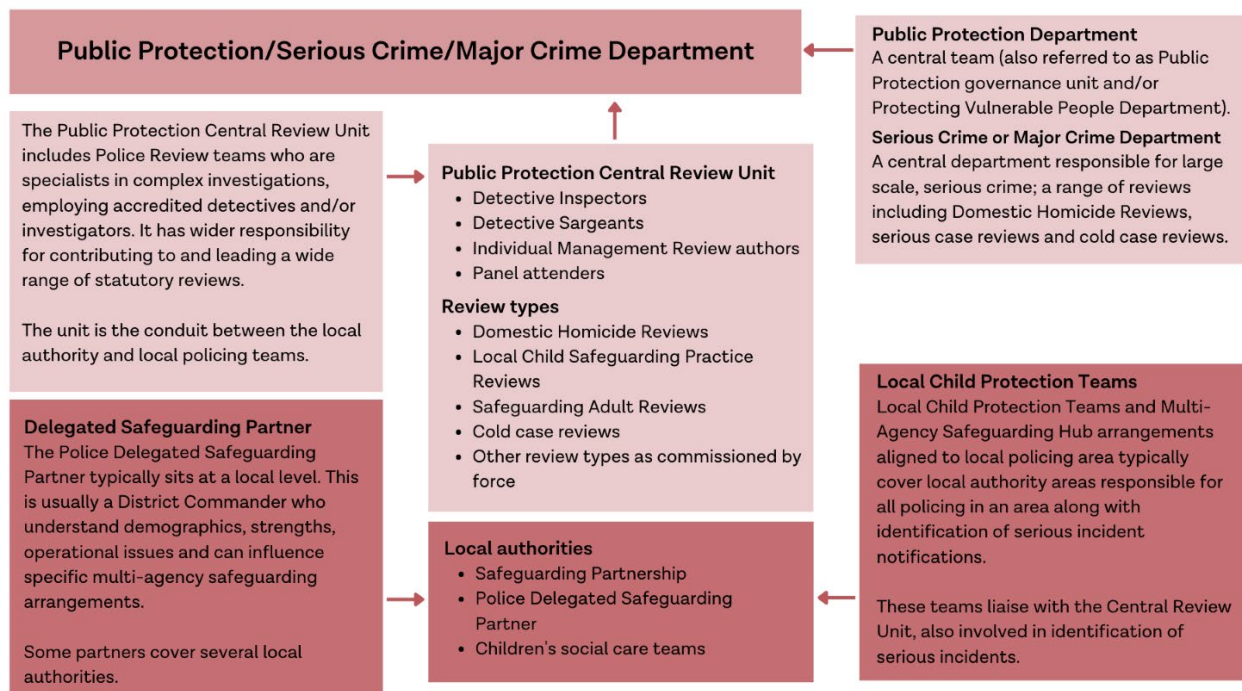 Public Protection/Serious Crime/Major Crime Department
Public Protection Department
A central team (also referred to as Public
Protection governance unit and/or
Protecting Vulnerable People Department).
Serious Crime or Major Crime Department
A central department responsible for large
scale, serious crime; a range of reviews
including Domestic Homicide Reviews,
serious case reviews and cold case reviews.
The Public Protection Central Review Unit
includes Police Review teams who are
specialists in complex investigations,
employing accredited detectives and/or
investigators. It has wider responsibility
for contributing to and leading a wide
range of statutory reviews.
The unit is the conduit between the local
authority and local policing teams.
Public Protection Central Review Unit
• Detective Inspectors
• Detective Sargeants
• Individual Management Review authors
• Panel attenders
Review types
• Domestic Homicide Reviews
• Local Child Safeguarding Practice
Reviews
• Safeguarding Adult Reviews
• Cold case reviews
• Other review types as commissioned by
force
Delegated Safeguarding Partner
The Police Delegated Safeguarding
Partner typically sits at a local level. This
is usually a District Commander who
understand demographics, strengths,
operational issues and can influence
specific multi-agency safeguarding
arrangements.
Some partners cover several local
authorities.
Local authorities
• Safeguarding Partnership
• Police Delegated Safeguarding
Partner
• Children's social care teams
Local Child Protection Teams
Local Child Protection Teams and Multi-
Agency Safeguarding Hub arrangements
aligned to local policing area typically
cover local authority areas responsible for
all policing in an area along with
identification of serious incident
notifications.
These teams liaise with the Central Review
Unit, also involved in identification of
serious incidents.